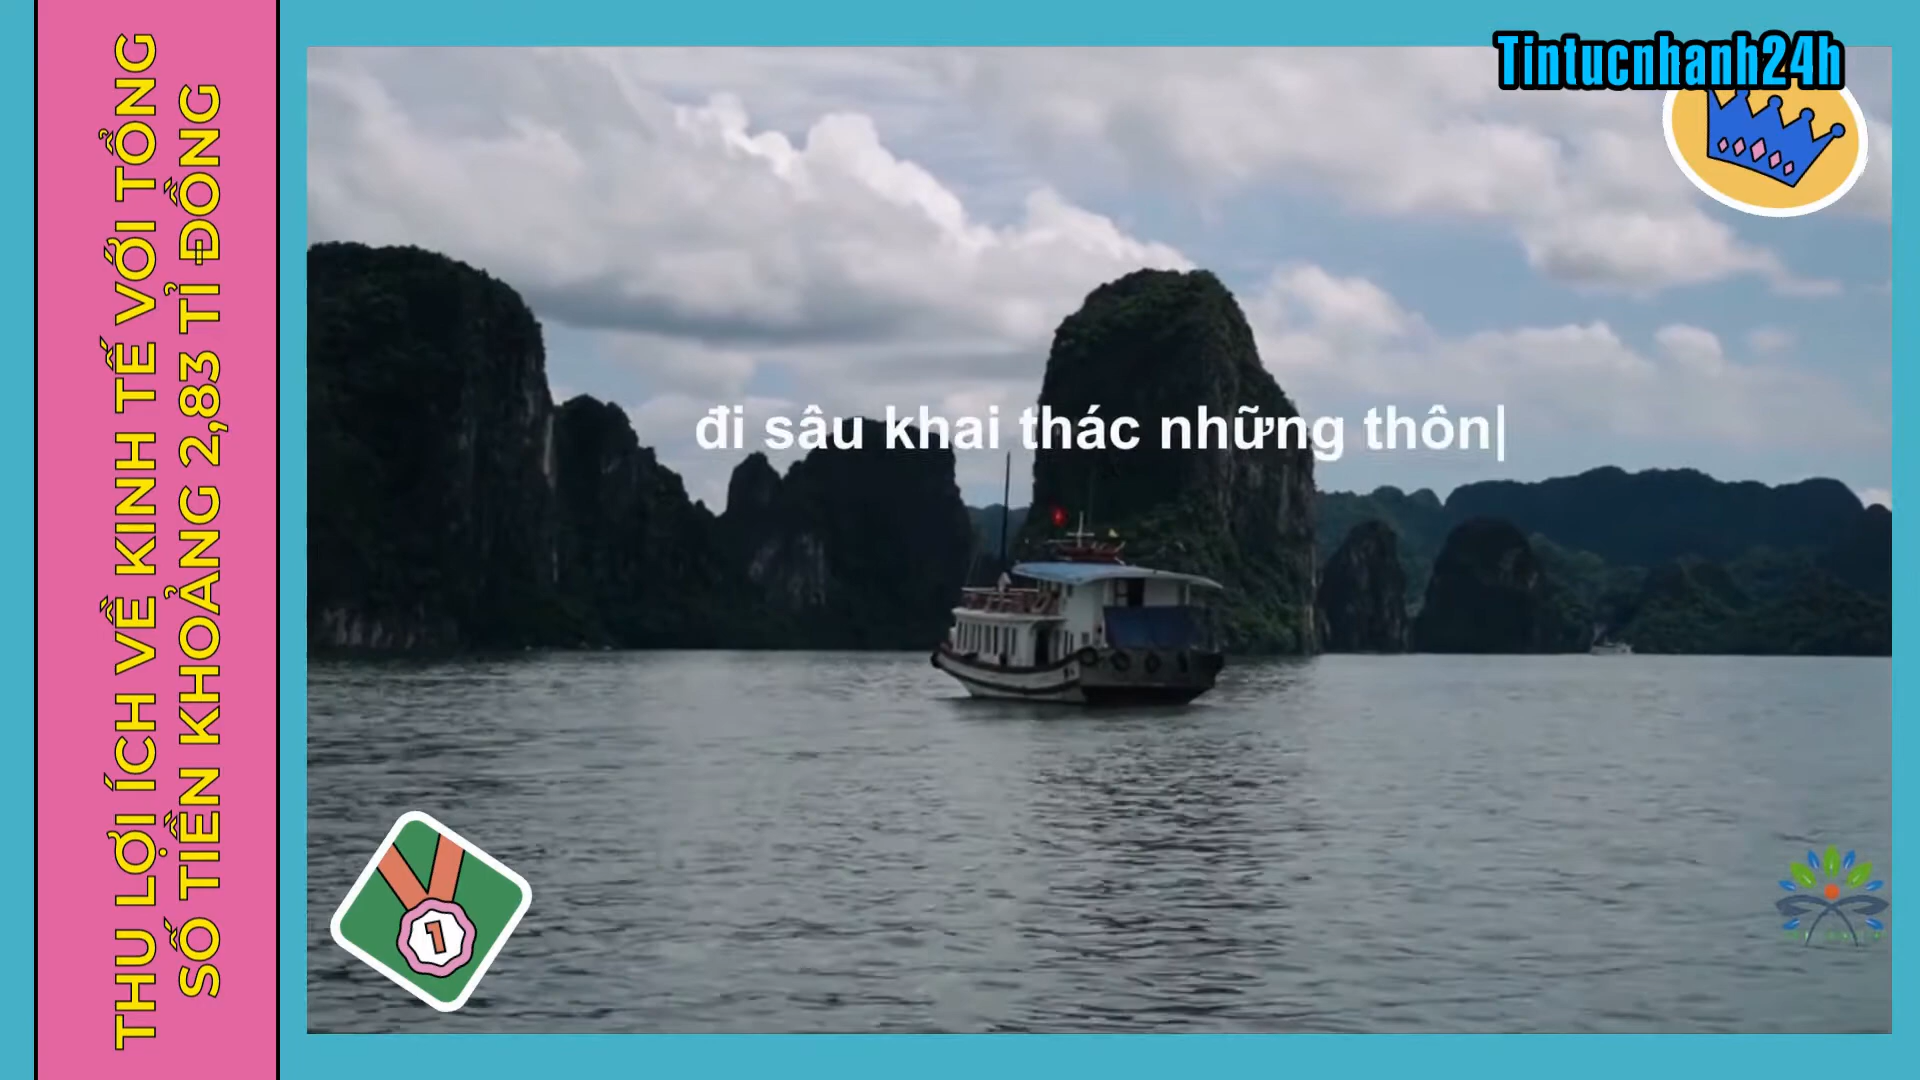 THU LỢI ÍCH VỀ KINH TẾ VỚI TỔNG
SỐ TIỀN KHOẢNG 2,83 TỈ ĐỒNG
Tintucnhanh24h
đi sâu khai thác những thôn|
1